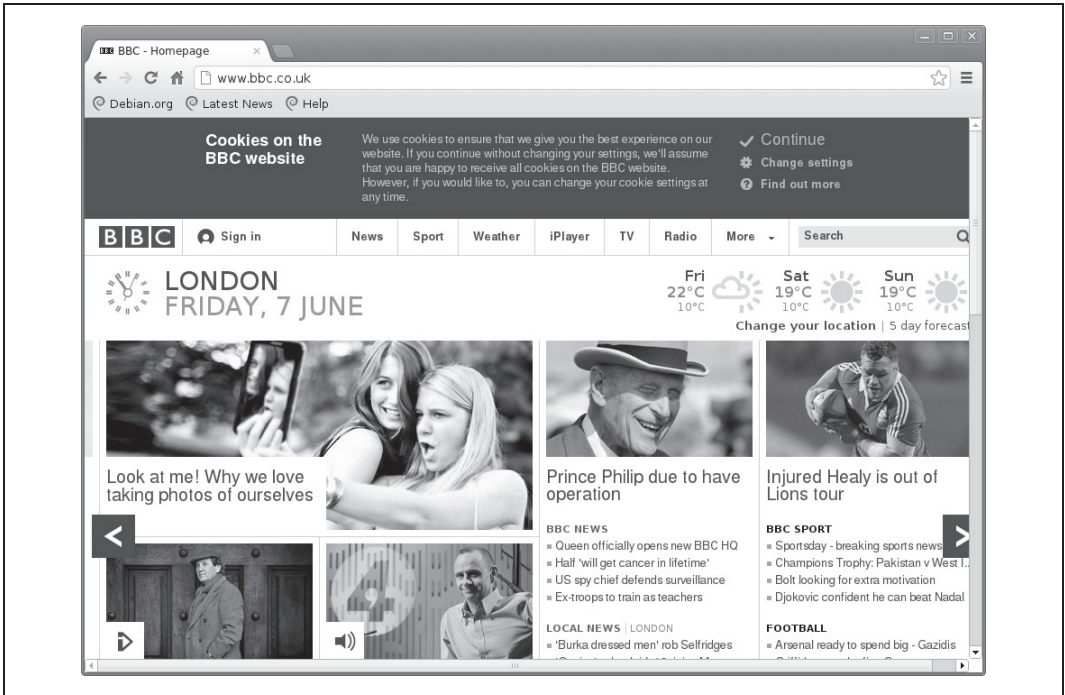 BBC - Homepage
www.bbc.co.uk
Debian.org Latest News Help
Cookies on the
BBC website
We use cookies to ensure that we give you the best experience on our
website. If you continue without changing your settings, we'll assume
that you are happy to receive all cookies on the BBC website.
However, if you would like to, you can change your cookie settings at
any time.
Continue
Change settings
Find out more
BBC Sign in News Sport Weather iPlayer TV Radio More Search
LONDON
FRIDAY, 7 JUNE
Fri
22°C
10°C
Sat
19°C
10°C
Sun
19°C
10°C
Change your location | 5 day forecast
Look at me! Why we love
taking photos of ourselves
Prince Philip due to have
operation
BBC NEWS
Queen officially opens new BBC HQ
Half 'will get cancer in lifetime'
US spy chief defends surveillance
Ex-troops to train as teachers
LOCAL NEWS | LONDON
'Burka dressed men' rob Selfridges
Injured Healy is out of
Lions tour
BBC SPORT
Sportsday - breaking sports news
Champions Trophy: Pakistan v West I..
Bolt looking for extra motivation
Djokovic confident he can beat Nadal
FOOTBALL
Arsenal ready to spend big - Gazidis
4